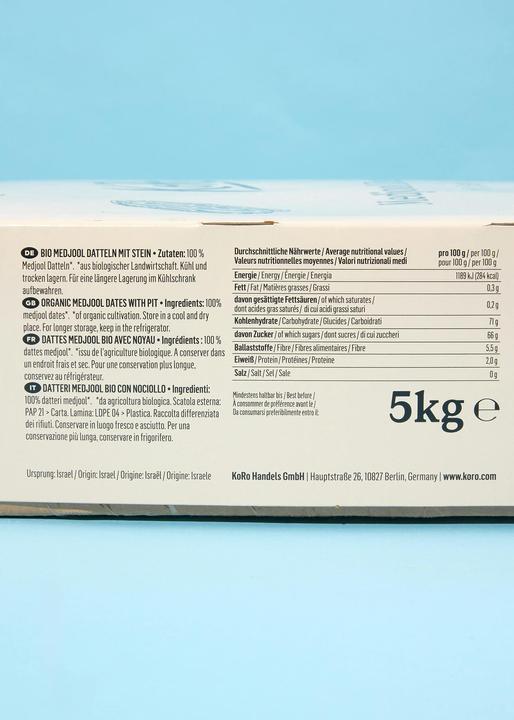 DE BIO MEDJOOL DATTELN MIT STEIN • Zutaten: 100 %
Medjool Datteln*. *aus biologischer Landwirtschaft. Kühl und
trocken lagern. Für eine längere Lagerung im Kühlschrank
aufbewahren.
GB ORGANIC MEDJOOL DATES WITH PIT • Ingredients: 100%
medjool dates*. *of organic cultivation. Store in a cool and dry
place. For longer storage, keep in the refrigerator.
FR DATTES MEDJOOL BIO AVEC NOYAU • Ingrédients : 100 %
dattes medjool*. *issu de l'agriculture biologique. A conserver dans
un endroit frais et sec. Pour une conservation plus longue,
conservez au réfrigérateur.
IT DATTERI MEDJOOL BIO CON NOCIOLLO • Ingredienti:
100% datteri medjool*. *da agricoltura biologica. Scatola esterna:
PAP 21 > Carta. Lamina: LDPE 04 > Plastica. Raccolta differenziata
dei rifiuti. Conservare in luogo fresco e asciutto. Per una
conservazione più lunga, conservare in frigorifero.
Ursprung: Israel / Origin: Israel / Origine: Israël / Origine: Israele
Durchschnittliche Nährwerte / Average nutritional values /
Valeurs nutritionnelles moyennes / Valori nutrizionali medi
pro 100 g / per 100 g /
pour 100 g / per 100 g
Energie / Energy / Énergie / Energia 1189 kJ (284 kcal)
Fett / Fat / Matières grasses / Grassi 0,3 g
davon gesättigte Fettsäuren / of which saturates /
dont acides gras saturés / di cui acidi grassi saturi 0,2 g
Kohlenhydrate / Carbohydrate / Glucides / Carboidrati 71 g
davon Zucker / of which sugars / dont sucres / di cui zuccheri 66 g
Ballaststoffe / Fibre / Fibres alimentaires / Fibre 5,5 g
Eiweiß / Protein / Protéines / Proteine 2,0 g
Salz / Salt / Sel / Sale 0 g
Mindestens haltbar bis / Best before /
À consommer de préférence avant le /
Da consumarsi preferibilmente entro il:
5kg ℮
KoRo Handels GmbH | Hauptstraße 26, 10827 Berlin, Germany | www.koro.com